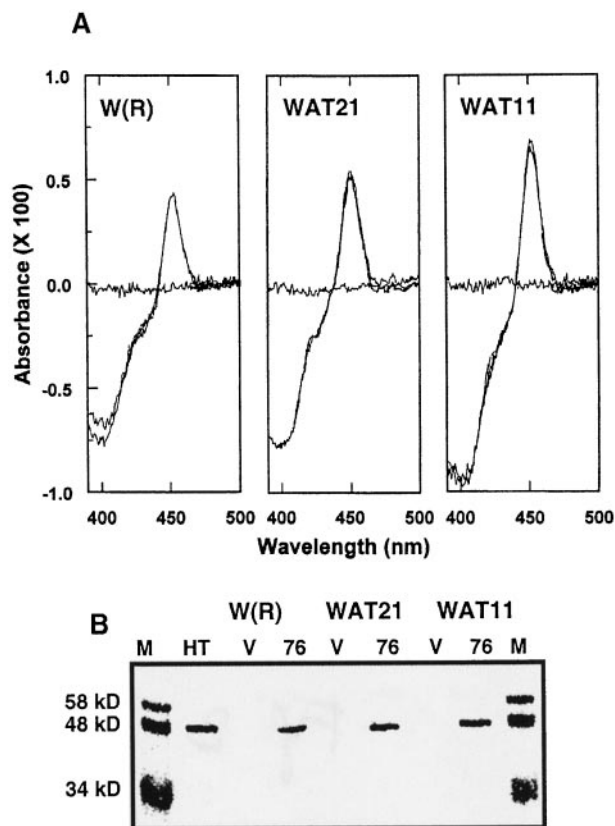 A
1.0
0.5
0.0
-0.5
-1.0
Absorbance (X 100)
W(R)
WAT21
WAT11
400 450 500 400 450 500 400 450 500
Wavelength (nm)
B
W(R) WAT21 WAT11
M HT V 76 V 76 V 76 M
58 kD
48 kD
34 kD